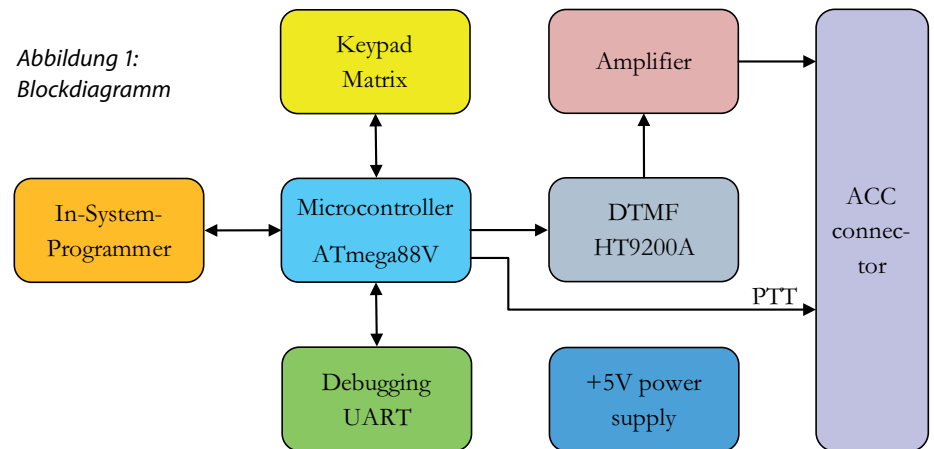 Abbildung 1:
Blockdiagramm
Keypad
Matrix
Amplifier
In-System-
Programmer
Microcontroller
ATmega88V
DTMF
HT9200A
ACC
connec-
tor
PTT
Debugging
UART
+5V power
supply